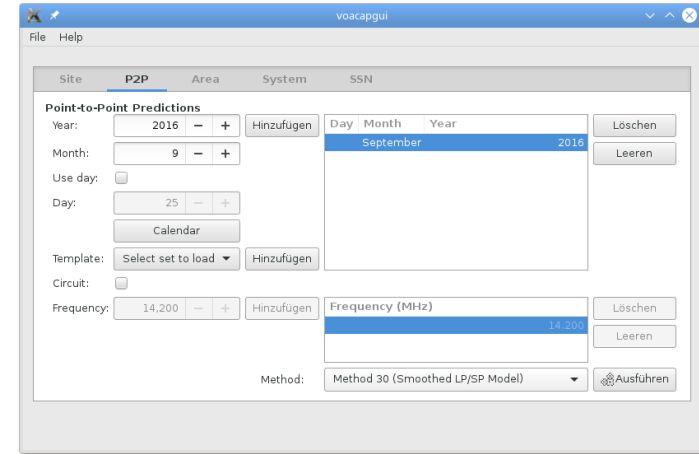 voacapgui
File Help
Site P2P Area System SSN
Point-to-Point Predictions
Year: 2016 − + Hinzufügen Day Month Year Löschen
September 2016
Month: 9 − + Leeren
Use day:
Day: 25 − +
Calendar
Template: Select set to load Hinzufügen
Circuit:
Frequency: 14,200 − + Hinzufügen Frequency (MHz) Löschen
14.200
Leeren
Method: Method 30 (Smoothed LP/SP Model) Ausführen